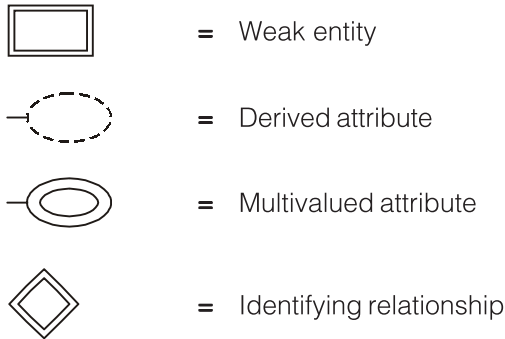 = Weak entity
= Derived attribute
= Multivalued attribute
= Identifying relationship